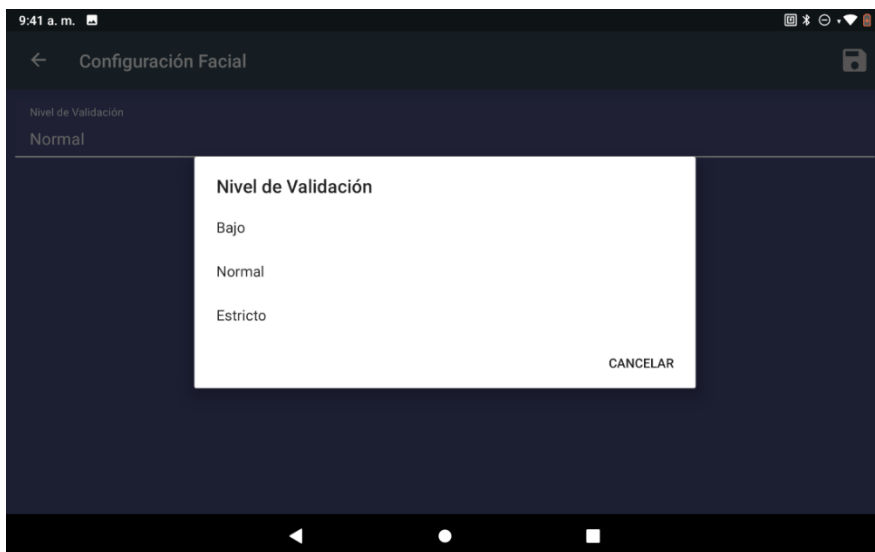 9:41 a. m.
Configuración Facial
Nivel de Validación
Normal
Nivel de Validación
Bajo
Normal
Estricto
CANCELAR